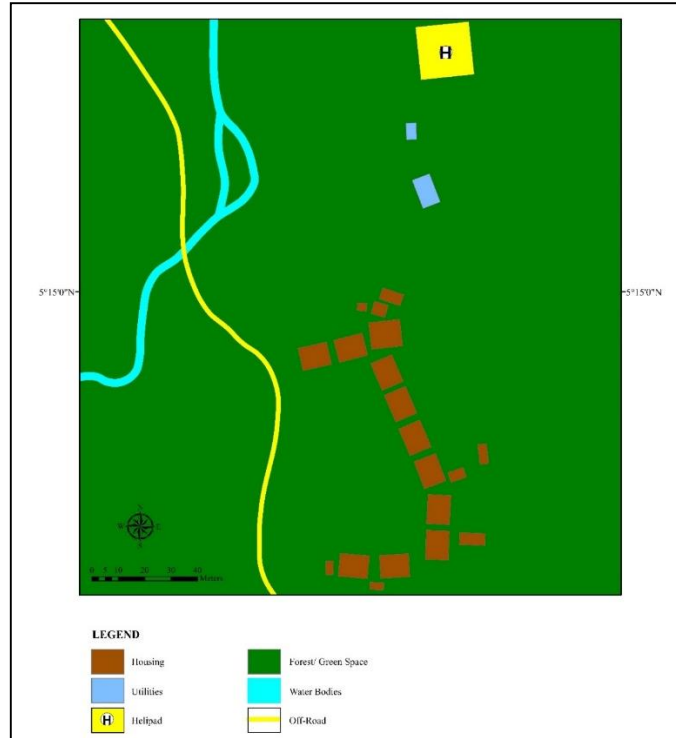 H
5°15'0"N 5°15'0"N
N
W E
S
0 5 10 20 30 40
Meters
LEGEND
Housing Forest/ Green Space
Utilities Water Bodies
H Helipad Off-Road